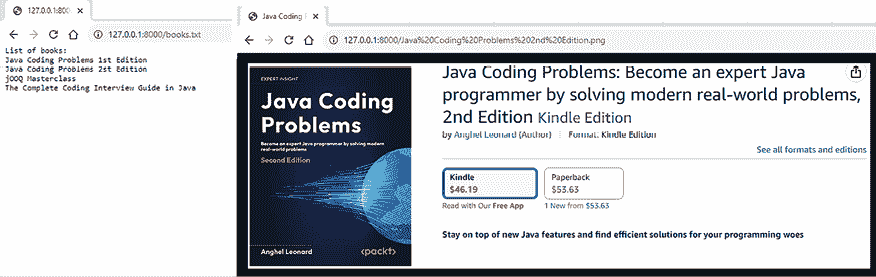 127.0.0.1:8000/books.txt
127.0.0.1:8000/books.txt
List of books:
Java Coding Problems 1st Edition
Java Coding Problems 2st Edition
jOOQ Masterclass
The Complete Coding Interview Guide in Java
Java Coding
127.0.0.1:8000/Java%20Coding%20Problems%202nd%20Edition.png
EXPERT INSIGHT
Java Coding
Problems
Become an expert Java programmer by solving modern
real-world problems
Second Edition
Anghel Leonard
<packt>
Java Coding Problems: Become an expert Java
programmer by solving modern real-world problems,
2nd Edition Kindle Edition
by Anghel Leonard (Author) Format: Kindle Edition
See all formats and editions
Kindle
$46.19
Paperback
$53.63
Read with Our Free App
1 New from $53.63
Stay on top of new Java features and find efficient solutions for your programming woes